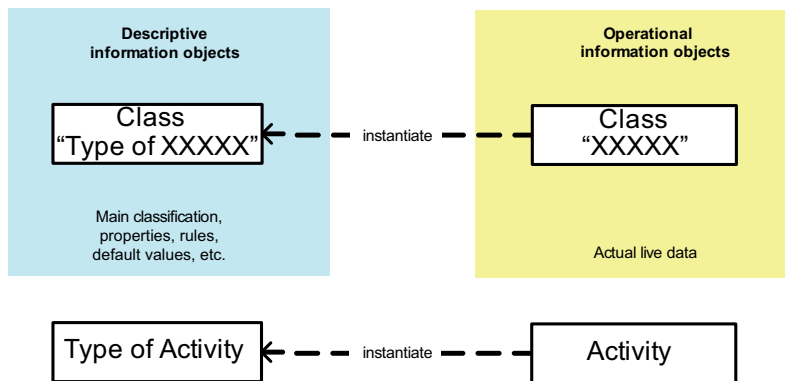 Descriptive
information objects
Operational
information objects
Class
“Type of XXXXX”
instantiate
Class
“XXXXX”
Main classification,
properties, rules,
default values, etc.
Actual live data
Type of Activity
instantiate
Activity